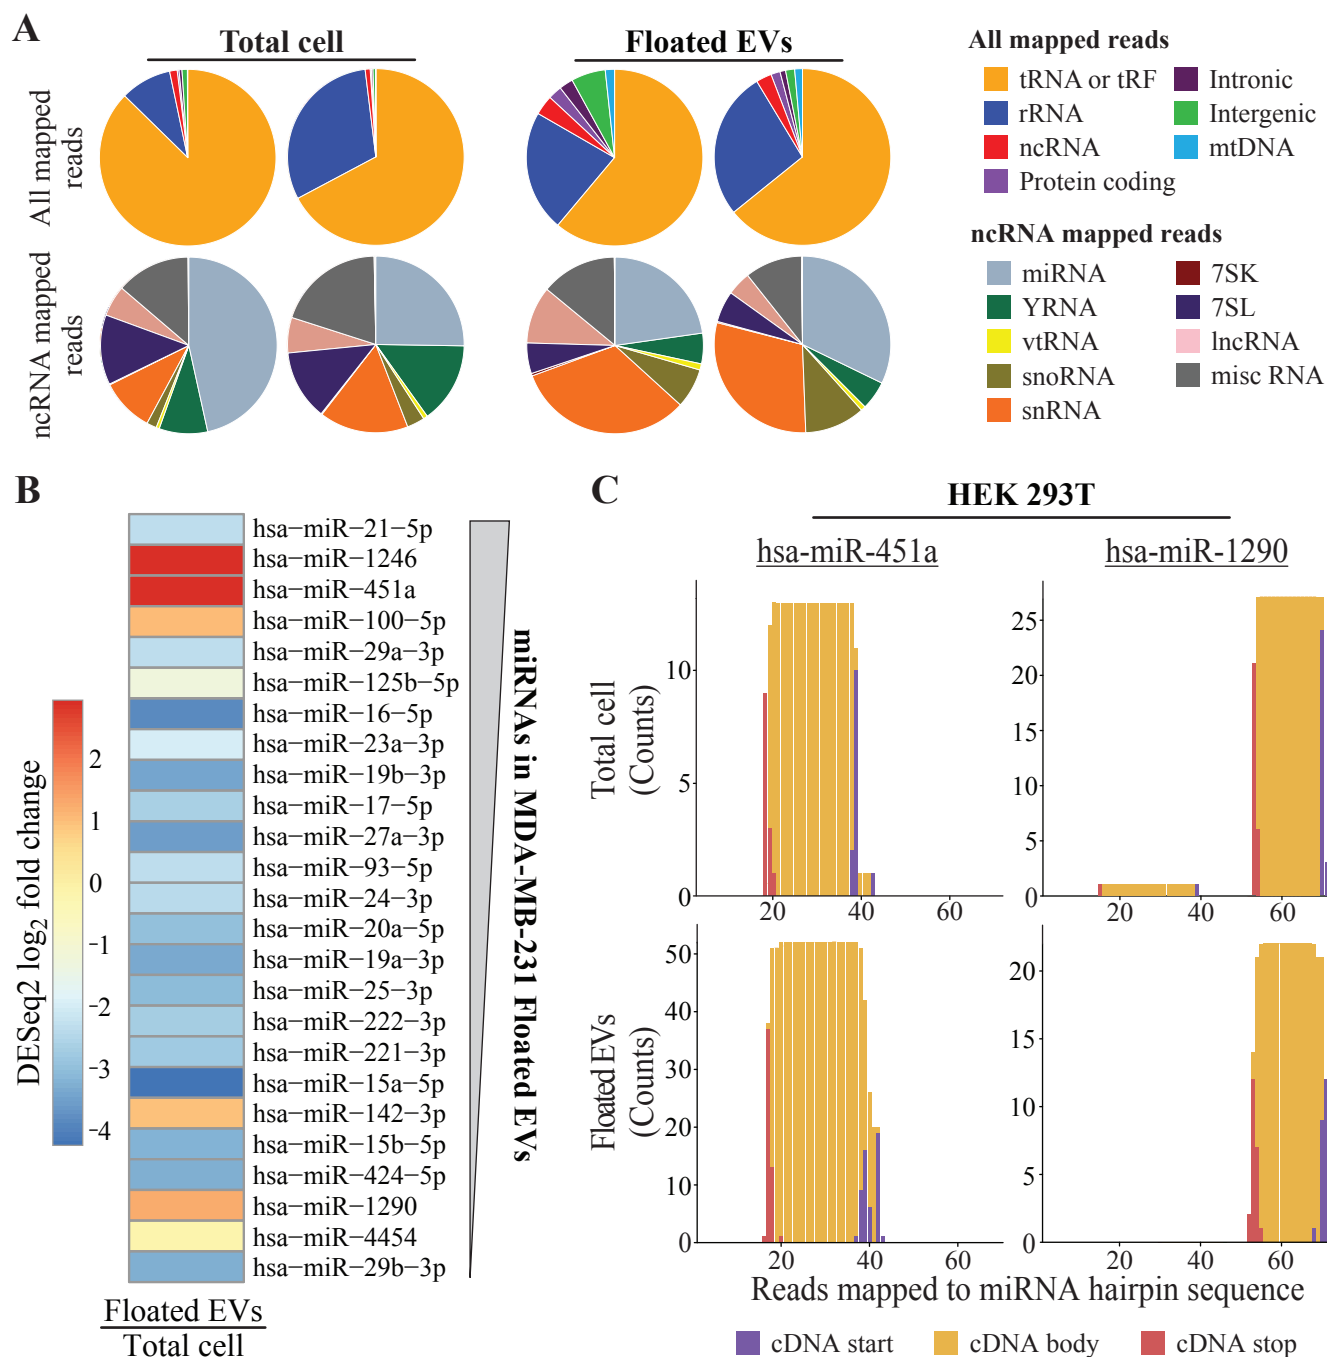 A
Total cell
Floated EVs
All mapped reads
tRNA or tRF
rRNA
ncRNA
Protein coding
Intronic
Intergenic
mtDNA
All mapped
reads
ncRNA mapped reads
miRNA
YRNA
vtRNA
snoRNA
snRNA
7SK
7SL
lncRNA
misc RNA
ncRNA mapped
reads
B
DESeq2 log2 fold change
2
1
0
−1
−2
−3
−4
hsa−miR−21−5p
hsa−miR−1246
hsa−miR−451a
hsa−miR−100−5p
hsa−miR−29a−3p
hsa−miR−125b−5p
hsa−miR−16−5p
hsa−miR−23a−3p
hsa−miR−19b−3p
hsa−miR−17−5p
hsa−miR−27a−3p
hsa−miR−93−5p
hsa−miR−24−3p
hsa−miR−20a−5p
hsa−miR−19a−3p
hsa−miR−25−3p
hsa−miR−222−3p
hsa−miR−221−3p
hsa−miR−15a−5p
hsa−miR−142−3p
hsa−miR−15b−5p
hsa−miR−424−5p
hsa−miR−1290
hsa−miR−4454
hsa−miR−29b−3p
Floated EVs
Total cell
miRNAs in MDA-MB-231 Floated EVs
C
HEK 293T
hsa-miR-451a
hsa-miR-1290
Total cell
(Counts)
10
5
0
20 40 60
25
20
15
10
5
0
20 40 60
Floated EVs
(Counts)
50
40
30
20
10
0
20 40 60
20
15
10
5
0
20 40 60
Reads mapped to miRNA hairpin sequence
cDNA start
cDNA body
cDNA stop